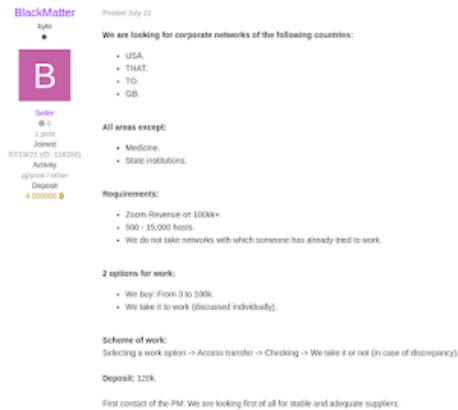 BlackMatter
byte
B
Seller
0
1 post
Joined
07/19/21 (ID: 118280)
Activity
другое / other
Deposit
4.000000 ₿
Posted July 21
We are looking for corporate networks of the following countries:
• USA.
• THAT.
• TO.
• GB.
All areas except:
• Medicine.
• State institutions.
Requirements:
• Zoom Revenue от 100kk+.
• 500 - 15,000 hosts.
• We do not take networks with which someone has already tried to work.
2 options for work:
• We buy: From 3 to 100k.
• We take it to work (discussed individually).
Scheme of work:
Selecting a work option -> Access transfer -> Checking -> We take it or not (in case of discrepancy).
Deposit: 120k.
First contact of the PM. We are looking first of all for stable and adequate suppliers.